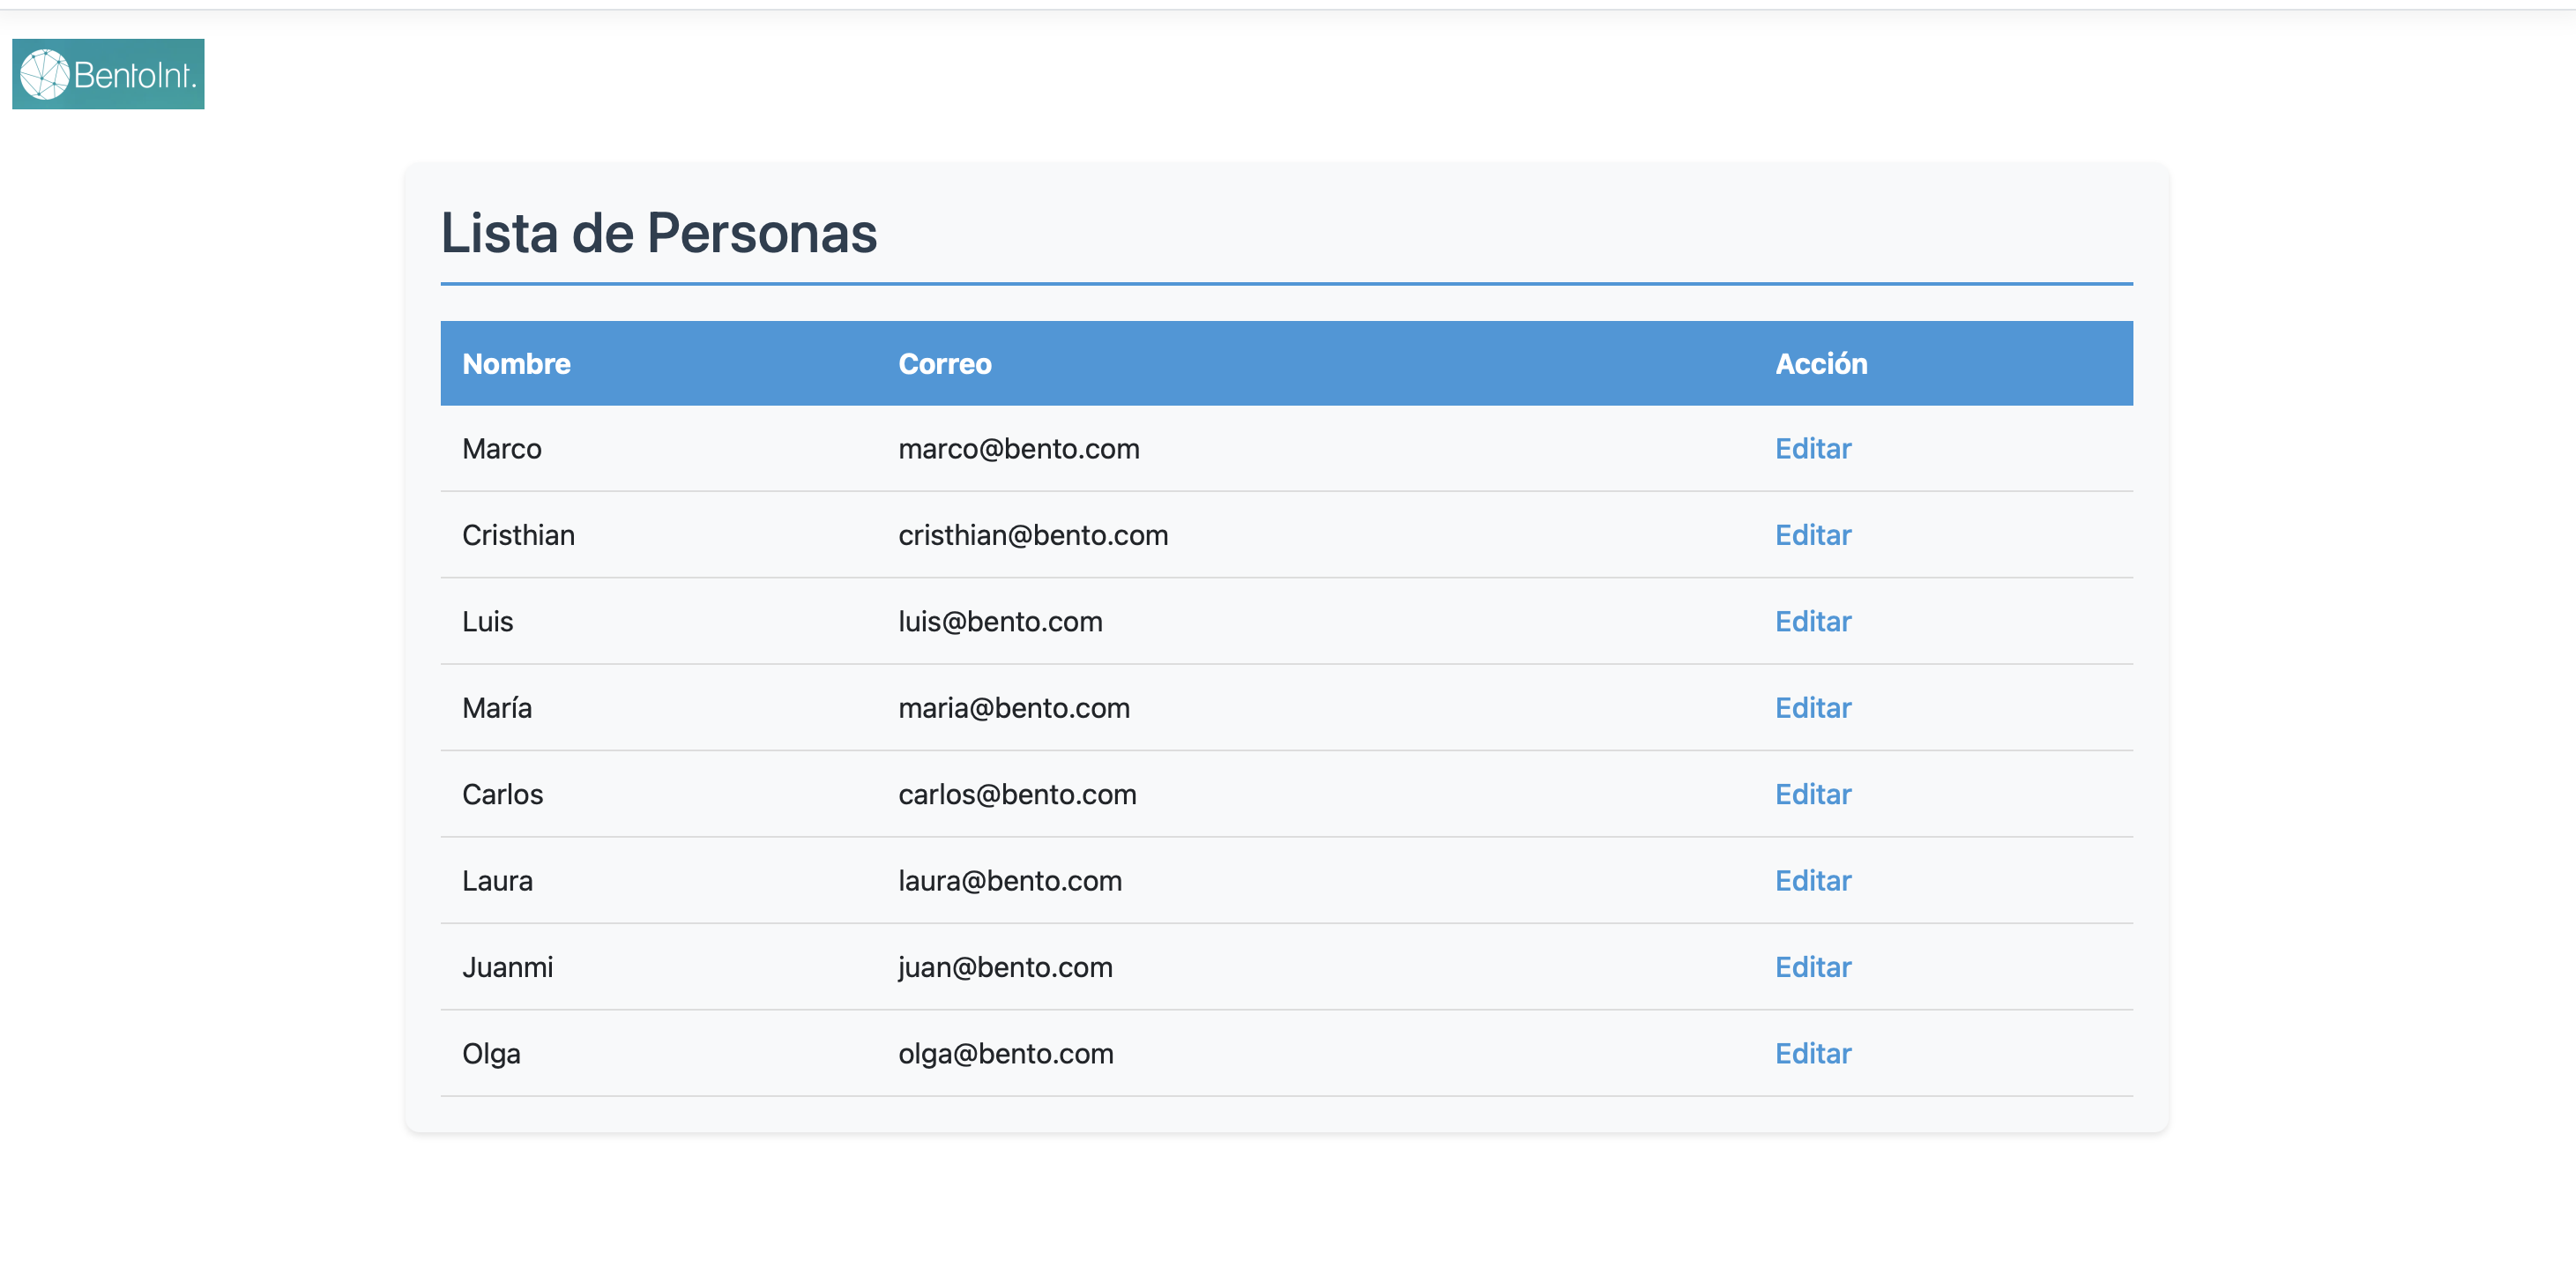 BentoInt.
Lista de Personas
Nombre Correo Acción
Marco marco@bento.com Editar
Cristhian cristhian@bento.com Editar
Luis luis@bento.com Editar
María maria@bento.com Editar
Carlos carlos@bento.com Editar
Laura laura@bento.com Editar
Juanmi juan@bento.com Editar
Olga olga@bento.com Editar